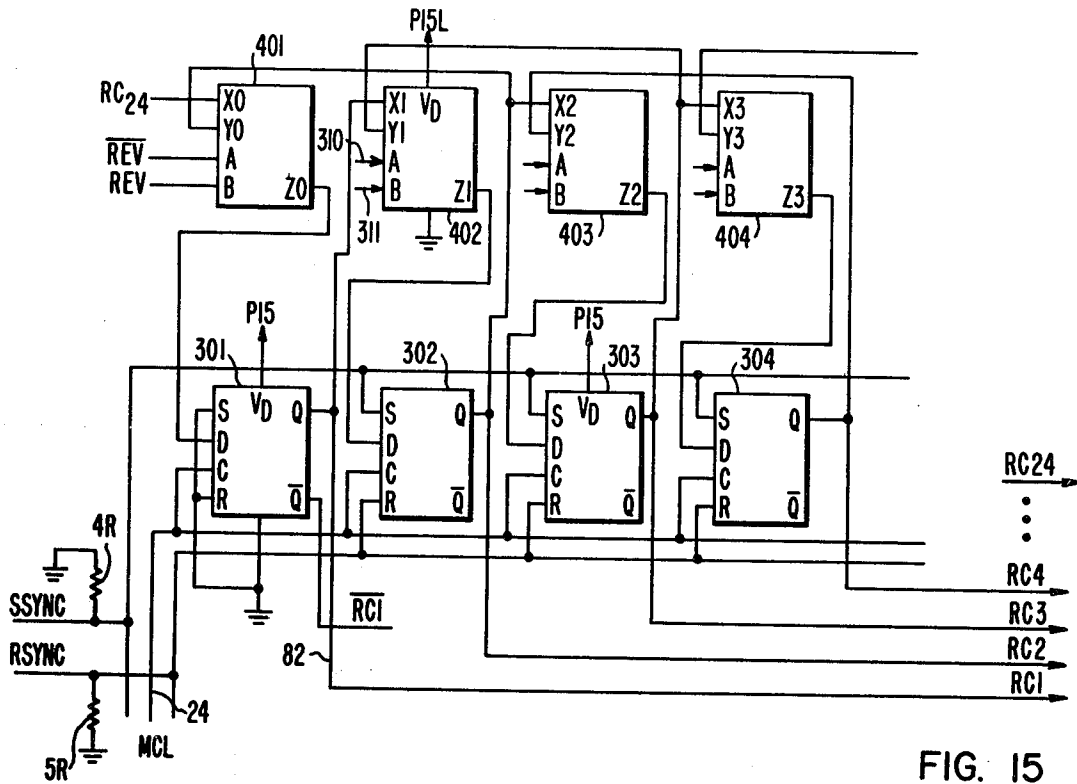 P15L
401
RC24
X0
Y0
REV
A
REV
B
Z0
X1
VD
Y1
310
A
B
Z1
311
402
X2
Y2
A
B
Z2
403
X3
Y3
A
B
Z3
404
P15
301
S
VD
Q
D
C
R
Q
302
S
Q
D
C
R
Q
P15
303
S
VD
Q
D
C
R
Q
304
S
Q
D
C
R
Q
RC24
4R
SSYNC
RSYNC
5R
24
MCL
82
RC1
RC4
RC3
RC2
RC1
FIG. 15